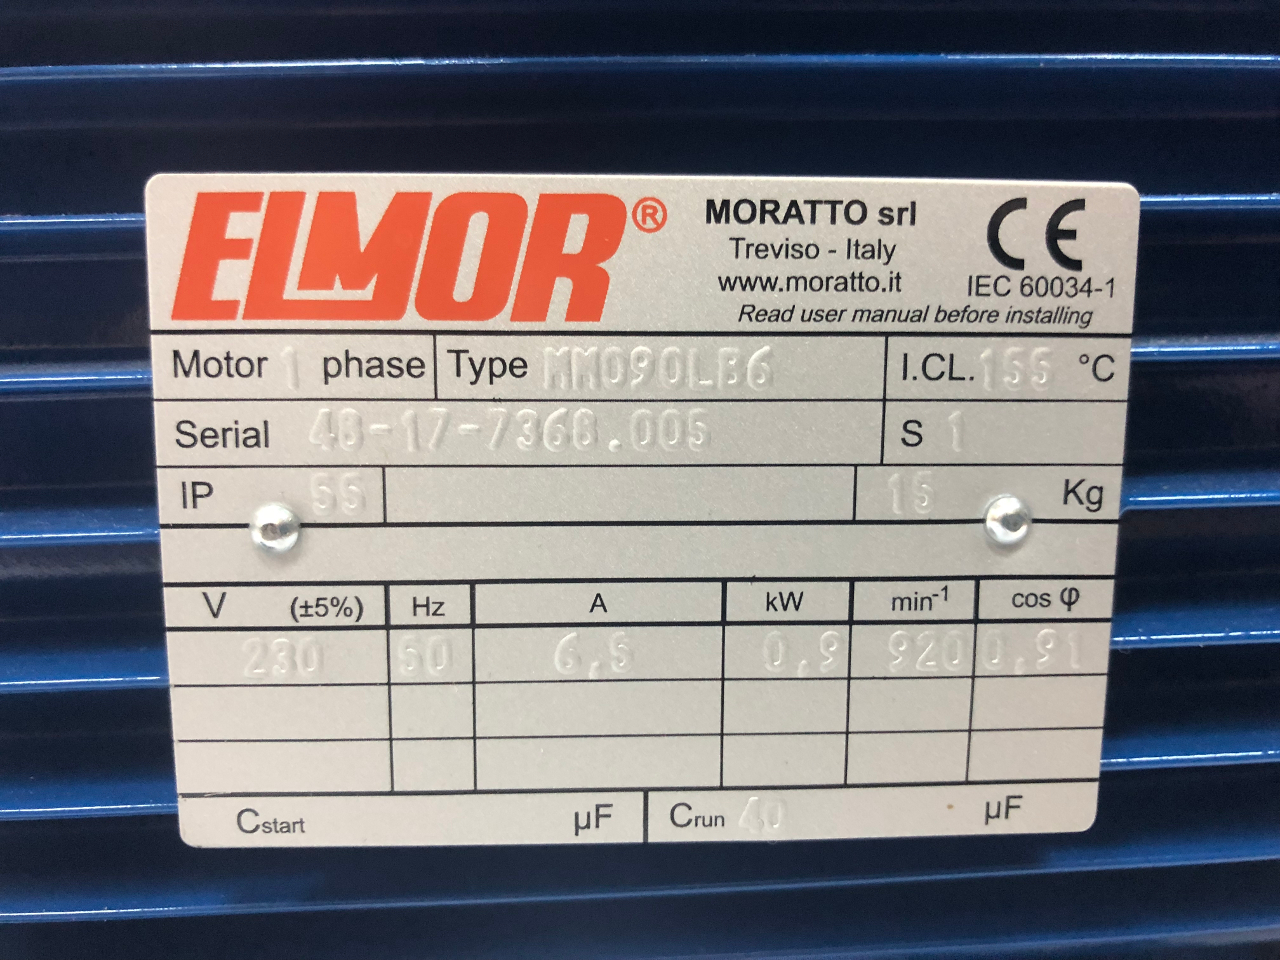 ELMOR®
MORATTO srl
Treviso - Italy
www.moratto.it
CE
IEC 60034-1
Read user manual before installing
Motor 1 phase Type MM090LB6 I.CL. 155 °C
Serial 48-17-7368.005 S 1
IP 55 15 Kg
V (±5%) Hz A kW min-1 cos φ
230 50 6,5 0,9 920 0,91
Cstart µF Crun 40 µF